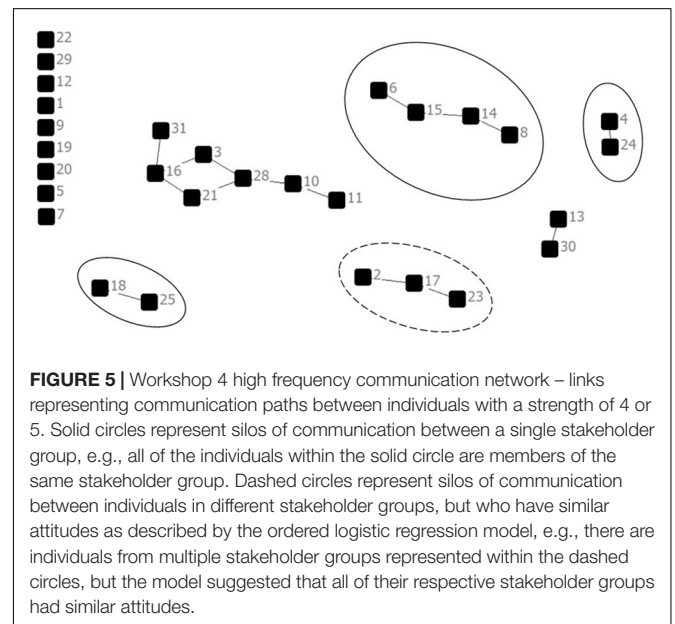 22
29
12
1
9
19
20
5
7
31
3
16
21
28
10
11
6
15
14
8
4
24
13
30
18
25
2
17
23
FIGURE 5 | Workshop 4 high frequency communication network – links
representing communication paths between individuals with a strength of 4 or
5. Solid circles represent silos of communication between a single stakeholder
group, e.g., all of the individuals within the solid circle are members of the
same stakeholder group. Dashed circles represent silos of communication
between individuals in different stakeholder groups, but who have similar
attitudes as described by the ordered logistic regression model, e.g., there are
individuals from multiple stakeholder groups represented within the dashed
circles, but the model suggested that all of their respective stakeholder groups
had similar attitudes.